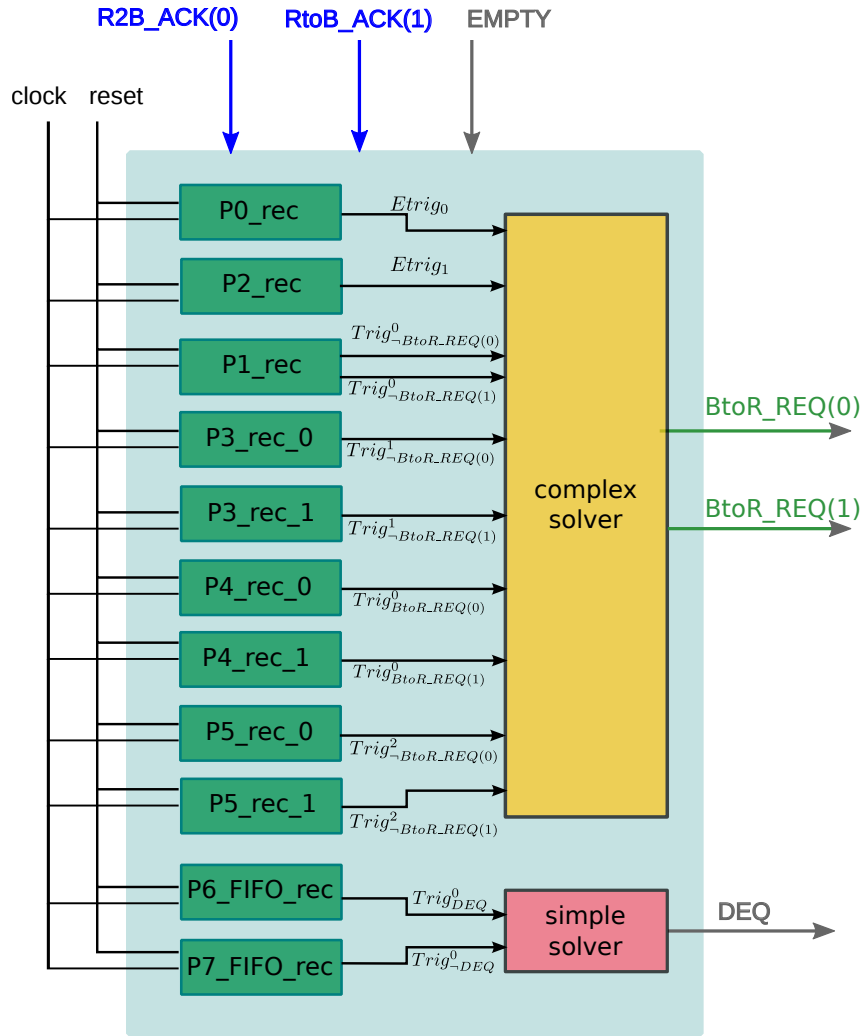 R2B_ACK(0) RtoB_ACK(1) EMPTY
clock reset
P0_rec
Etrig₀
P2_rec
Etrig₁
P1_rec
Trig⁰¬BtoR_REQ(0)
Trig⁰¬BtoR_REQ(1)
P3_rec_0
Trig¹¬BtoR_REQ(0)
P3_rec_1
Trig¹¬BtoR_REQ(1)
P4_rec_0
Trig⁰BtoR_REQ(0)
P4_rec_1
Trig⁰BtoR_REQ(1)
P5_rec_0
Trig²¬BtoR_REQ(0)
P5_rec_1
Trig²¬BtoR_REQ(1)
complex
solver
BtoR_REQ(0)
BtoR_REQ(1)
P6_FIFO_rec
Trig⁰DEQ
P7_FIFO_rec
Trig⁰¬DEQ
simple
solver
DEQ